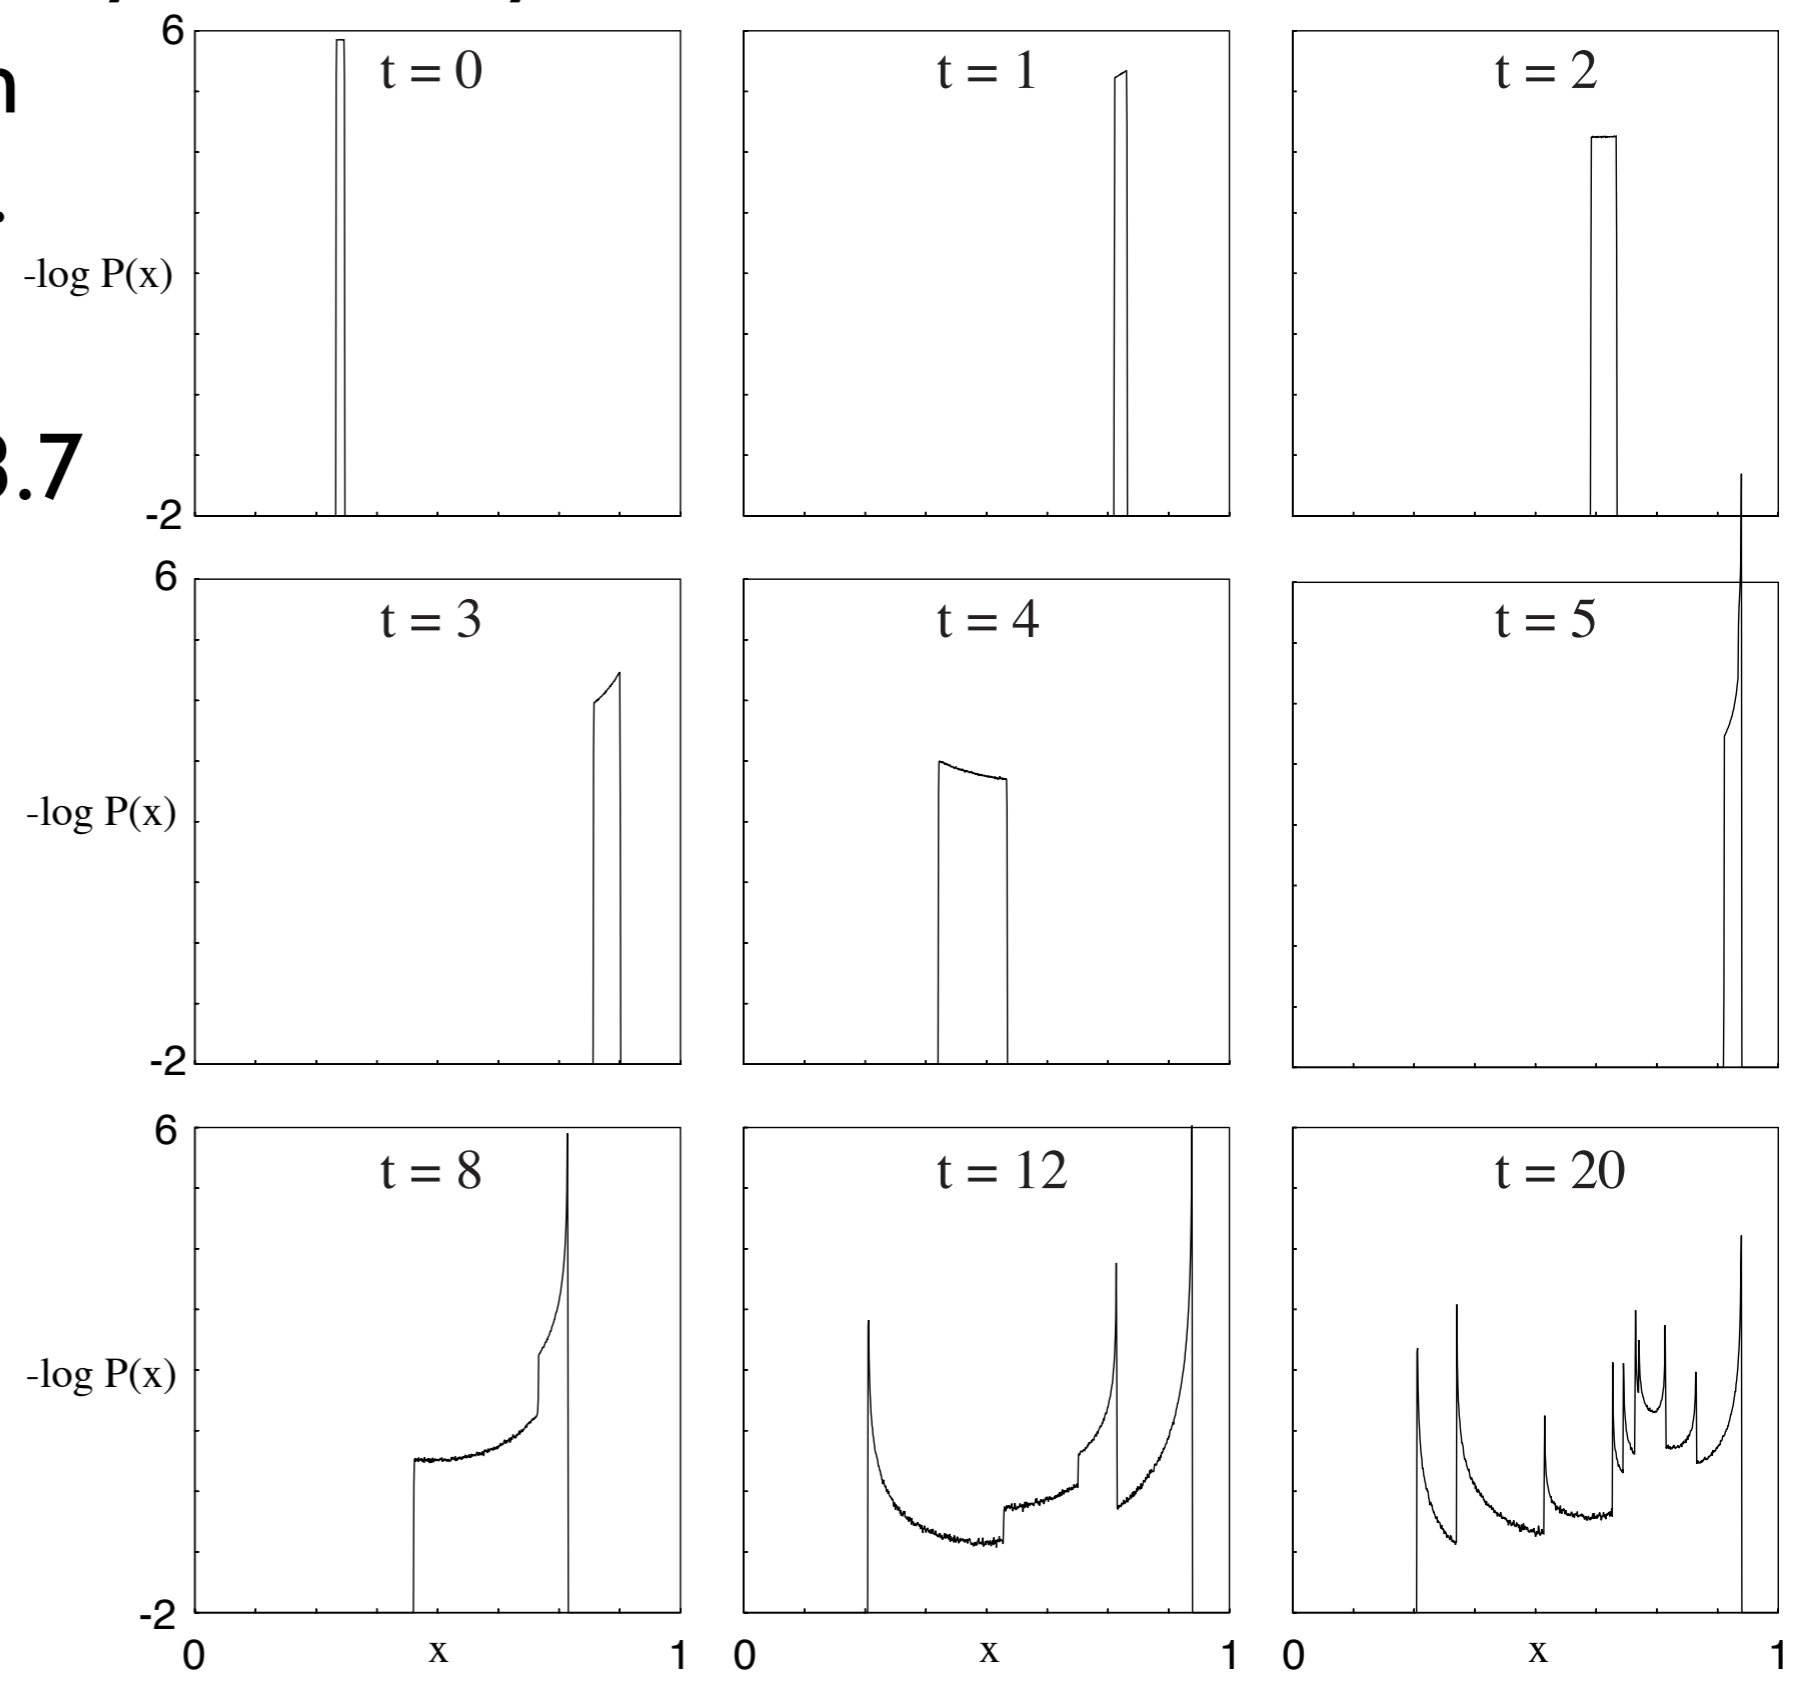 6
t = 0
t = 1
t = 2
-log P(x)
3.7
-2
6
t = 3
t = 4
t = 5
-log P(x)
-2
6
t = 8
t = 12
t = 20
-log P(x)
-2
0 x 1
0 x 1
0 x 1